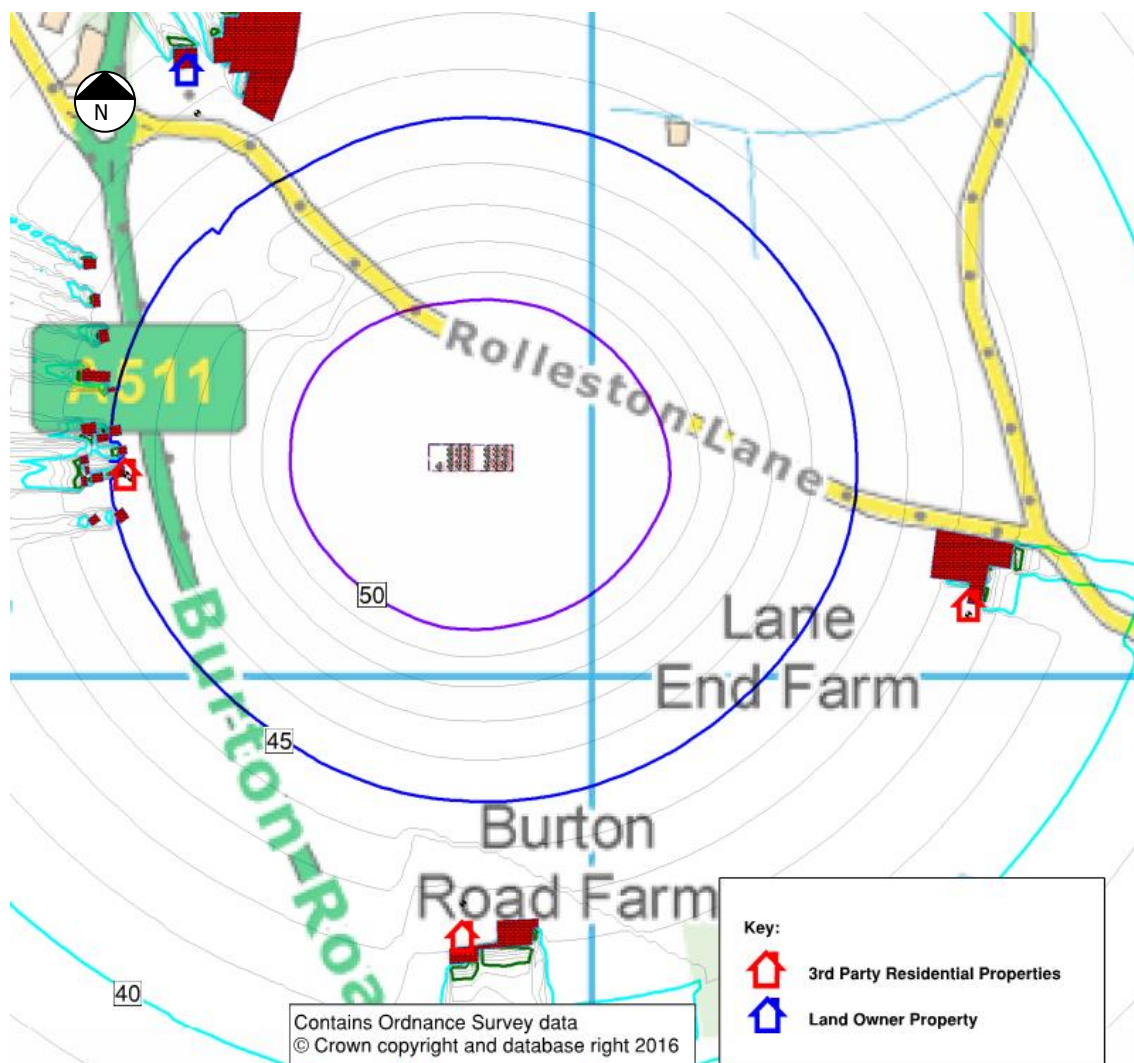 N
A511
Rolleston Lane
50
Lane
End Farm
45
Burton Roa
Burton
Road Farm
40
Key:
3rd Party Residential Properties
Land Owner Property
Contains Ordnance Survey data
© Crown copyright and database right 2016